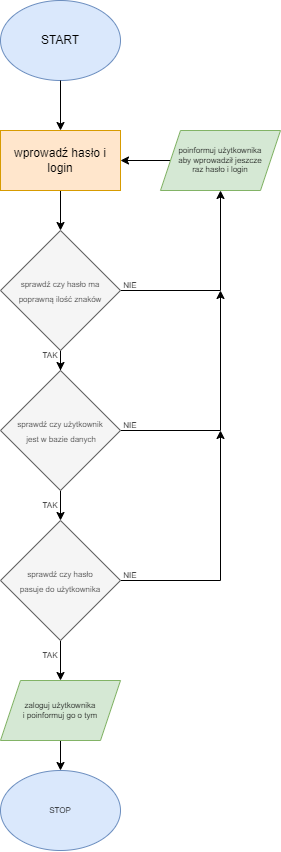 START
wprowadź hasło i
login
poinformuj użytkownika
aby wprowadził jeszcze
raz hasło i login
sprawdź czy hasło ma
poprawną ilość znaków
NIE
TAK
sprawdź czy użytkownik
jest w bazie danych
NIE
TAK
sprawdź czy hasło
pasuje do użytkownika
NIE
TAK
zaloguj użytkownika
i poinformuj go o tym
STOP